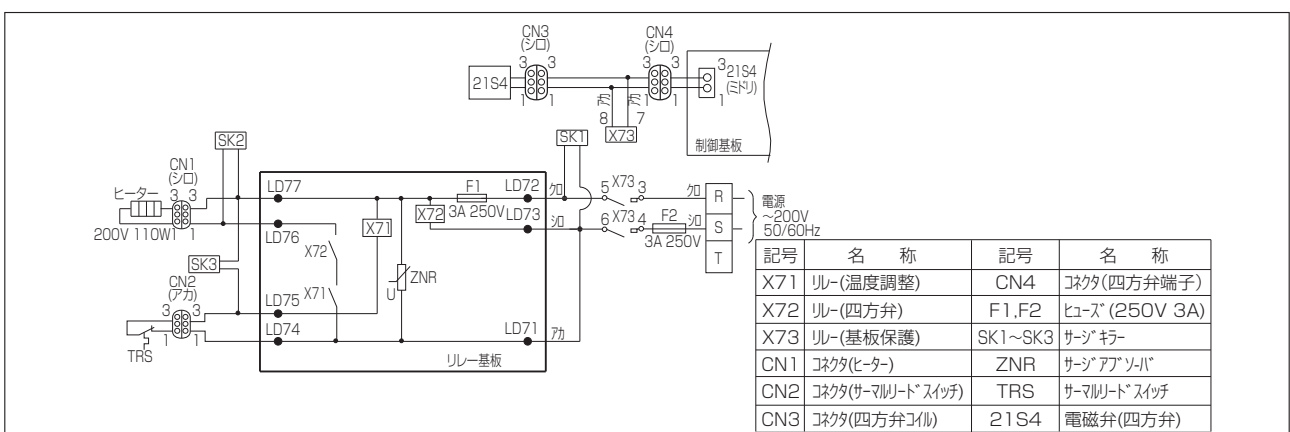 CN3
(シロ)
CN4
(シロ)
3 3
3 3
3
21S4
(ミドリ)
21S4
1 1
アカ
アカ
1 1
1
8 7
X73
制御基板
SK2
SK1
CN1
(シロ)
ヒーター
3 3
200V 110W
1 1
LD77
F1
LD72
クロ
5 X73 3
クロ
R
電源
~200V
50/60Hz
X71
X72
3A 250V
LD73
シロ
6 X73 4
F2
シロ
S
3A 250V
LD76
X72
T
SK3
CN2
(アカ)
ZNR
U
3 3
LD75
X71
LD74
LD71
アカ
1 1
TRS
リレー基板
記号 名 称 記号 名 称
X71 リレー(温度調整) CN4 コネクタ(四方弁端子)
X72 リレー(四方弁) F1,F2 ヒューズ(250V 3A)
X73 リレー(基板保護) SK1~SK3 サージキラー
CN1 コネクタ(ヒーター) ZNR サージアブソーバ
CN2 コネクタ(サーマルリードスイッチ) TRS サーマルリードスイッチ
CN3 コネクタ(四方弁コイル) 21S4 電磁弁(四方弁)